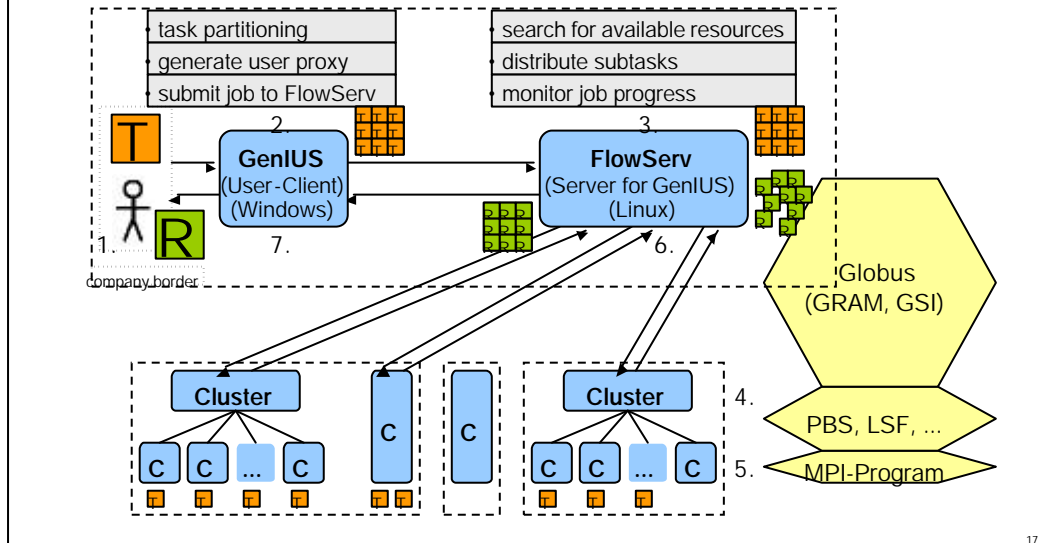 task partitioning
generate user proxy
submit job to FlowServ
search for available resources
distribute subtasks
monitor job progress
2.
3.
T
T T T
T T T
T T T
T T T
T T T
T T T
GenIUS
(User-Client)
(Windows)
FlowServ
(Server for GenIUS)
(Linux)
1.
R
7.
R R R
R R R
R R R
6.
R R R R R R R R R
company border
Globus
(GRAM, GSI)
Cluster
C
C
Cluster
4.
PBS, LSF, ...
C C ... C
C C ... C
5.
MPI-Program
T T T T T
T T T
17